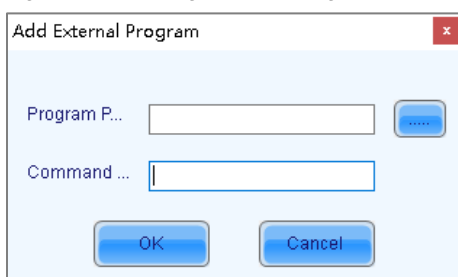 Add External Program
x
Program P...
.....
Command ...
OK
Cancel